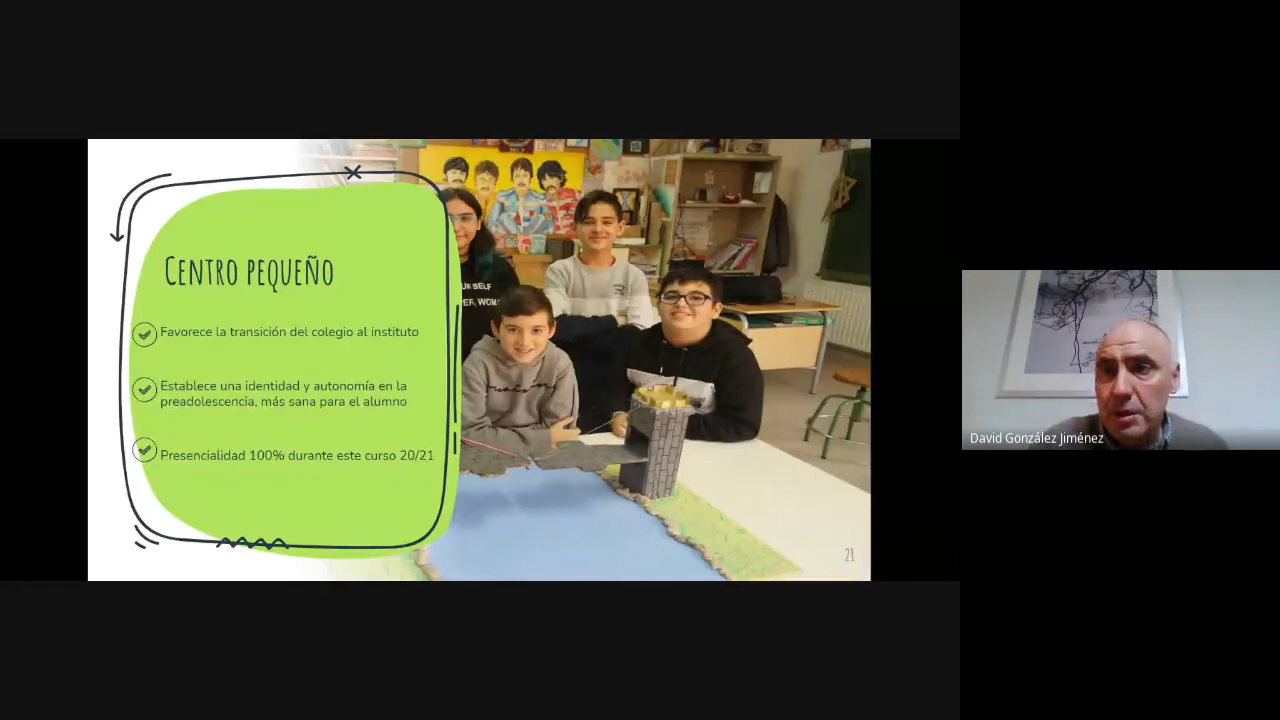 CENTRO PEQUEÑO
Favorece la transición del colegio al instituto
Establece una identidad y autonomía en la
preadolescencia, más sana para el alumno
Presencialidad 100% durante este curso 20/21
21
David González Jiménez